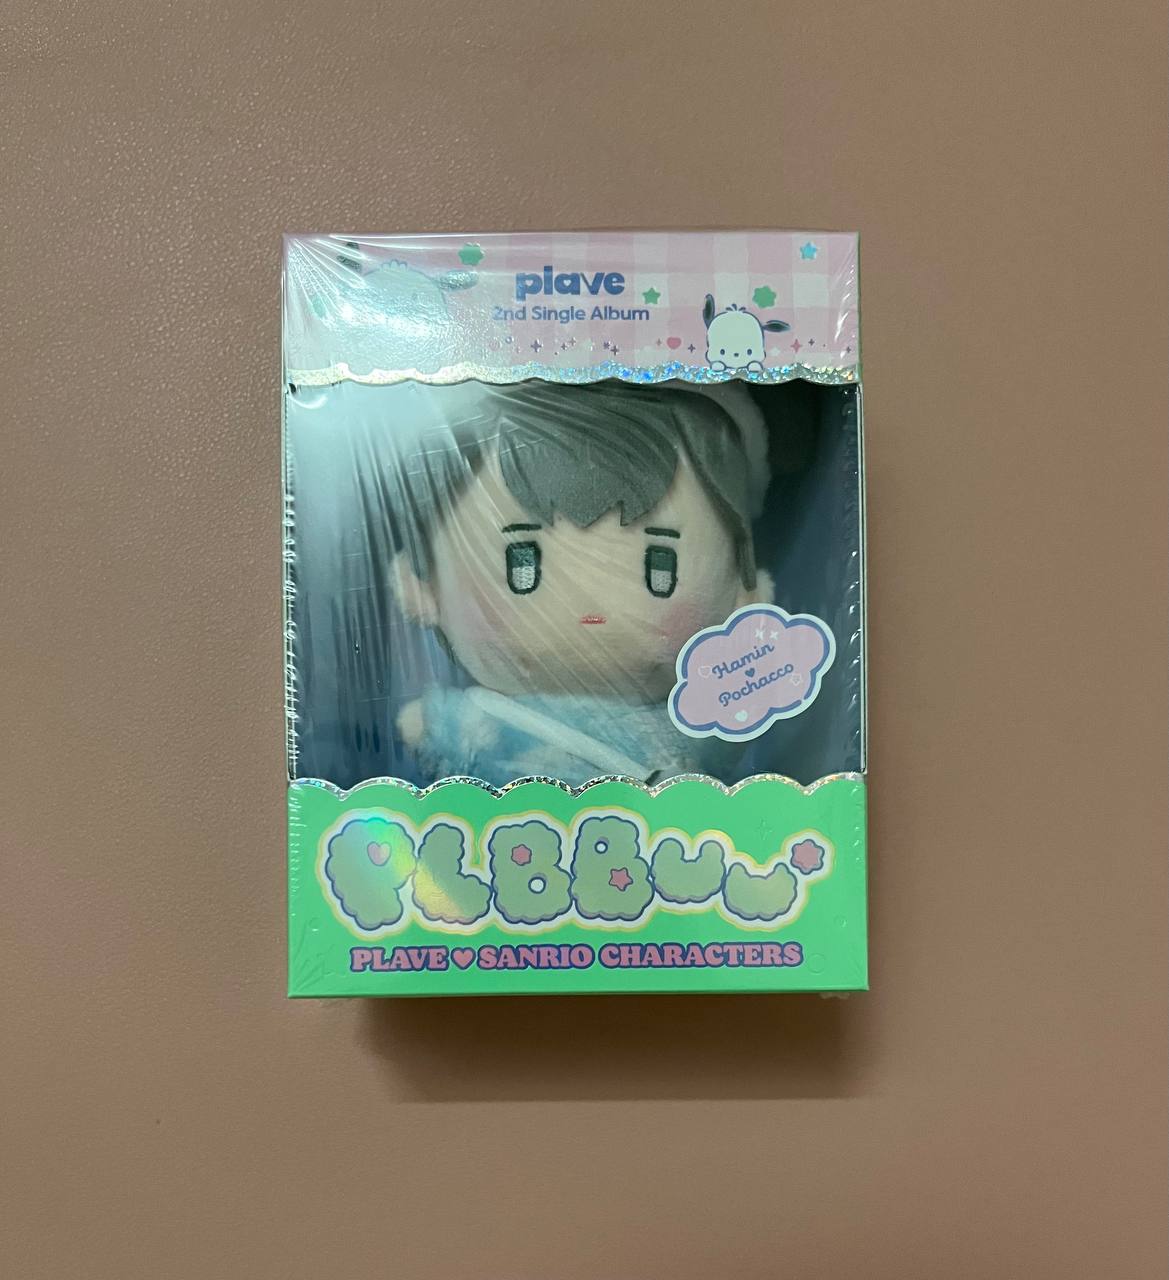 plave
2nd Single Album
Hamin
Pochacco
PLBBUU
PLAVE ♥ SANRIO CHARACTERS